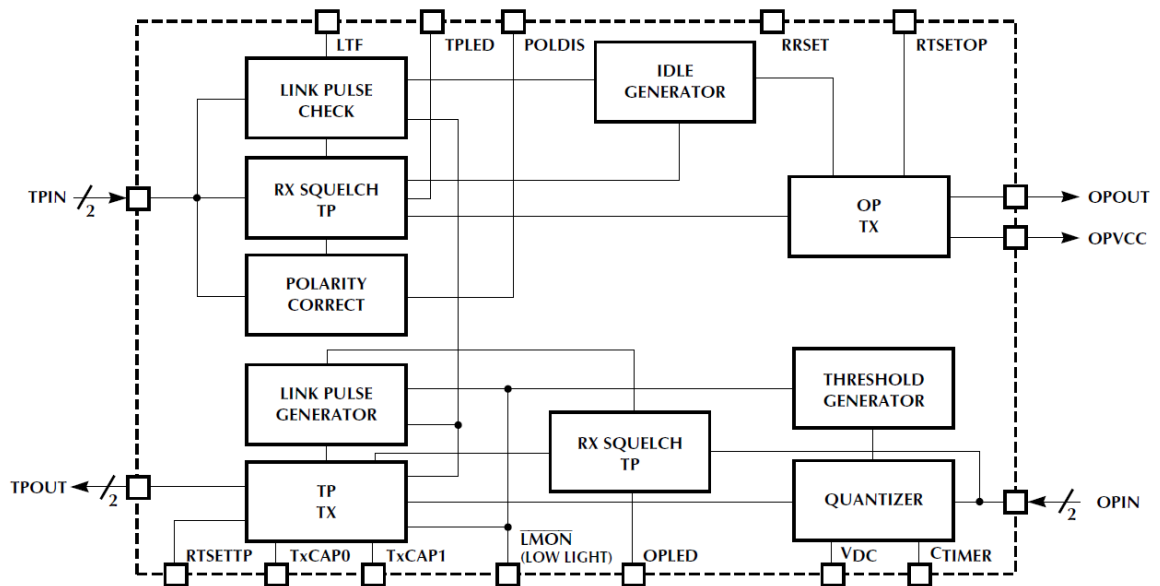 LTF
TPLED
POLDIS
RRSET
RTSETOP
LINK PULSE
CHECK
IDLE
GENERATOR
TPIN
2
RX SQUELCH
TP
OP
TX
OPOUT
OPVCC
POLARITY
CORRECT
LINK PULSE
GENERATOR
THRESHOLD
GENERATOR
RX SQUELCH
TP
TPOUT
2
TP
TX
QUANTIZER
2
OPIN
RTSETTP
TxCAP0
TxCAP1
LMON
(LOW LIGHT)
OPLED
VDC
CTIMER